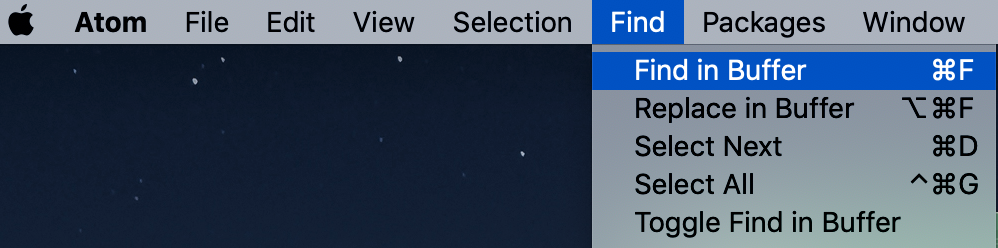 Atom File Edit View Selection Find Packages Window
Find in Buffer ⌘F
Replace in Buffer ⌥⌘F
Select Next ⌘D
Select All ^⌘G
Toggle Find in Buffer